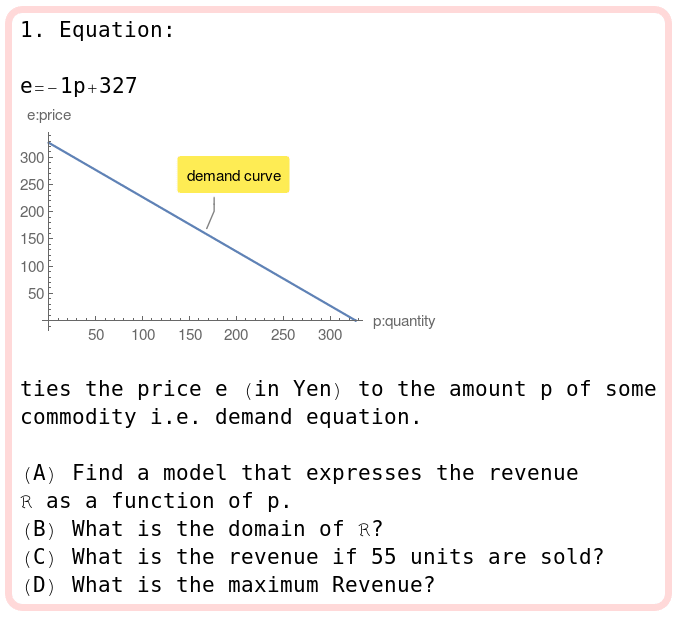 1. Equation:
e=-1p+327
e:price
demand curve
300
250
200
150
100
50
50 100 150 200 250 300
p:quantity
ties the price e (in Yen) to the amount p of some
commodity i.e. demand equation.
(A) Find a model that expresses the revenue
ℛ as a function of p.
(B) What is the domain of ℛ?
(C) What is the revenue if 55 units are sold?
(D) What is the maximum Revenue?